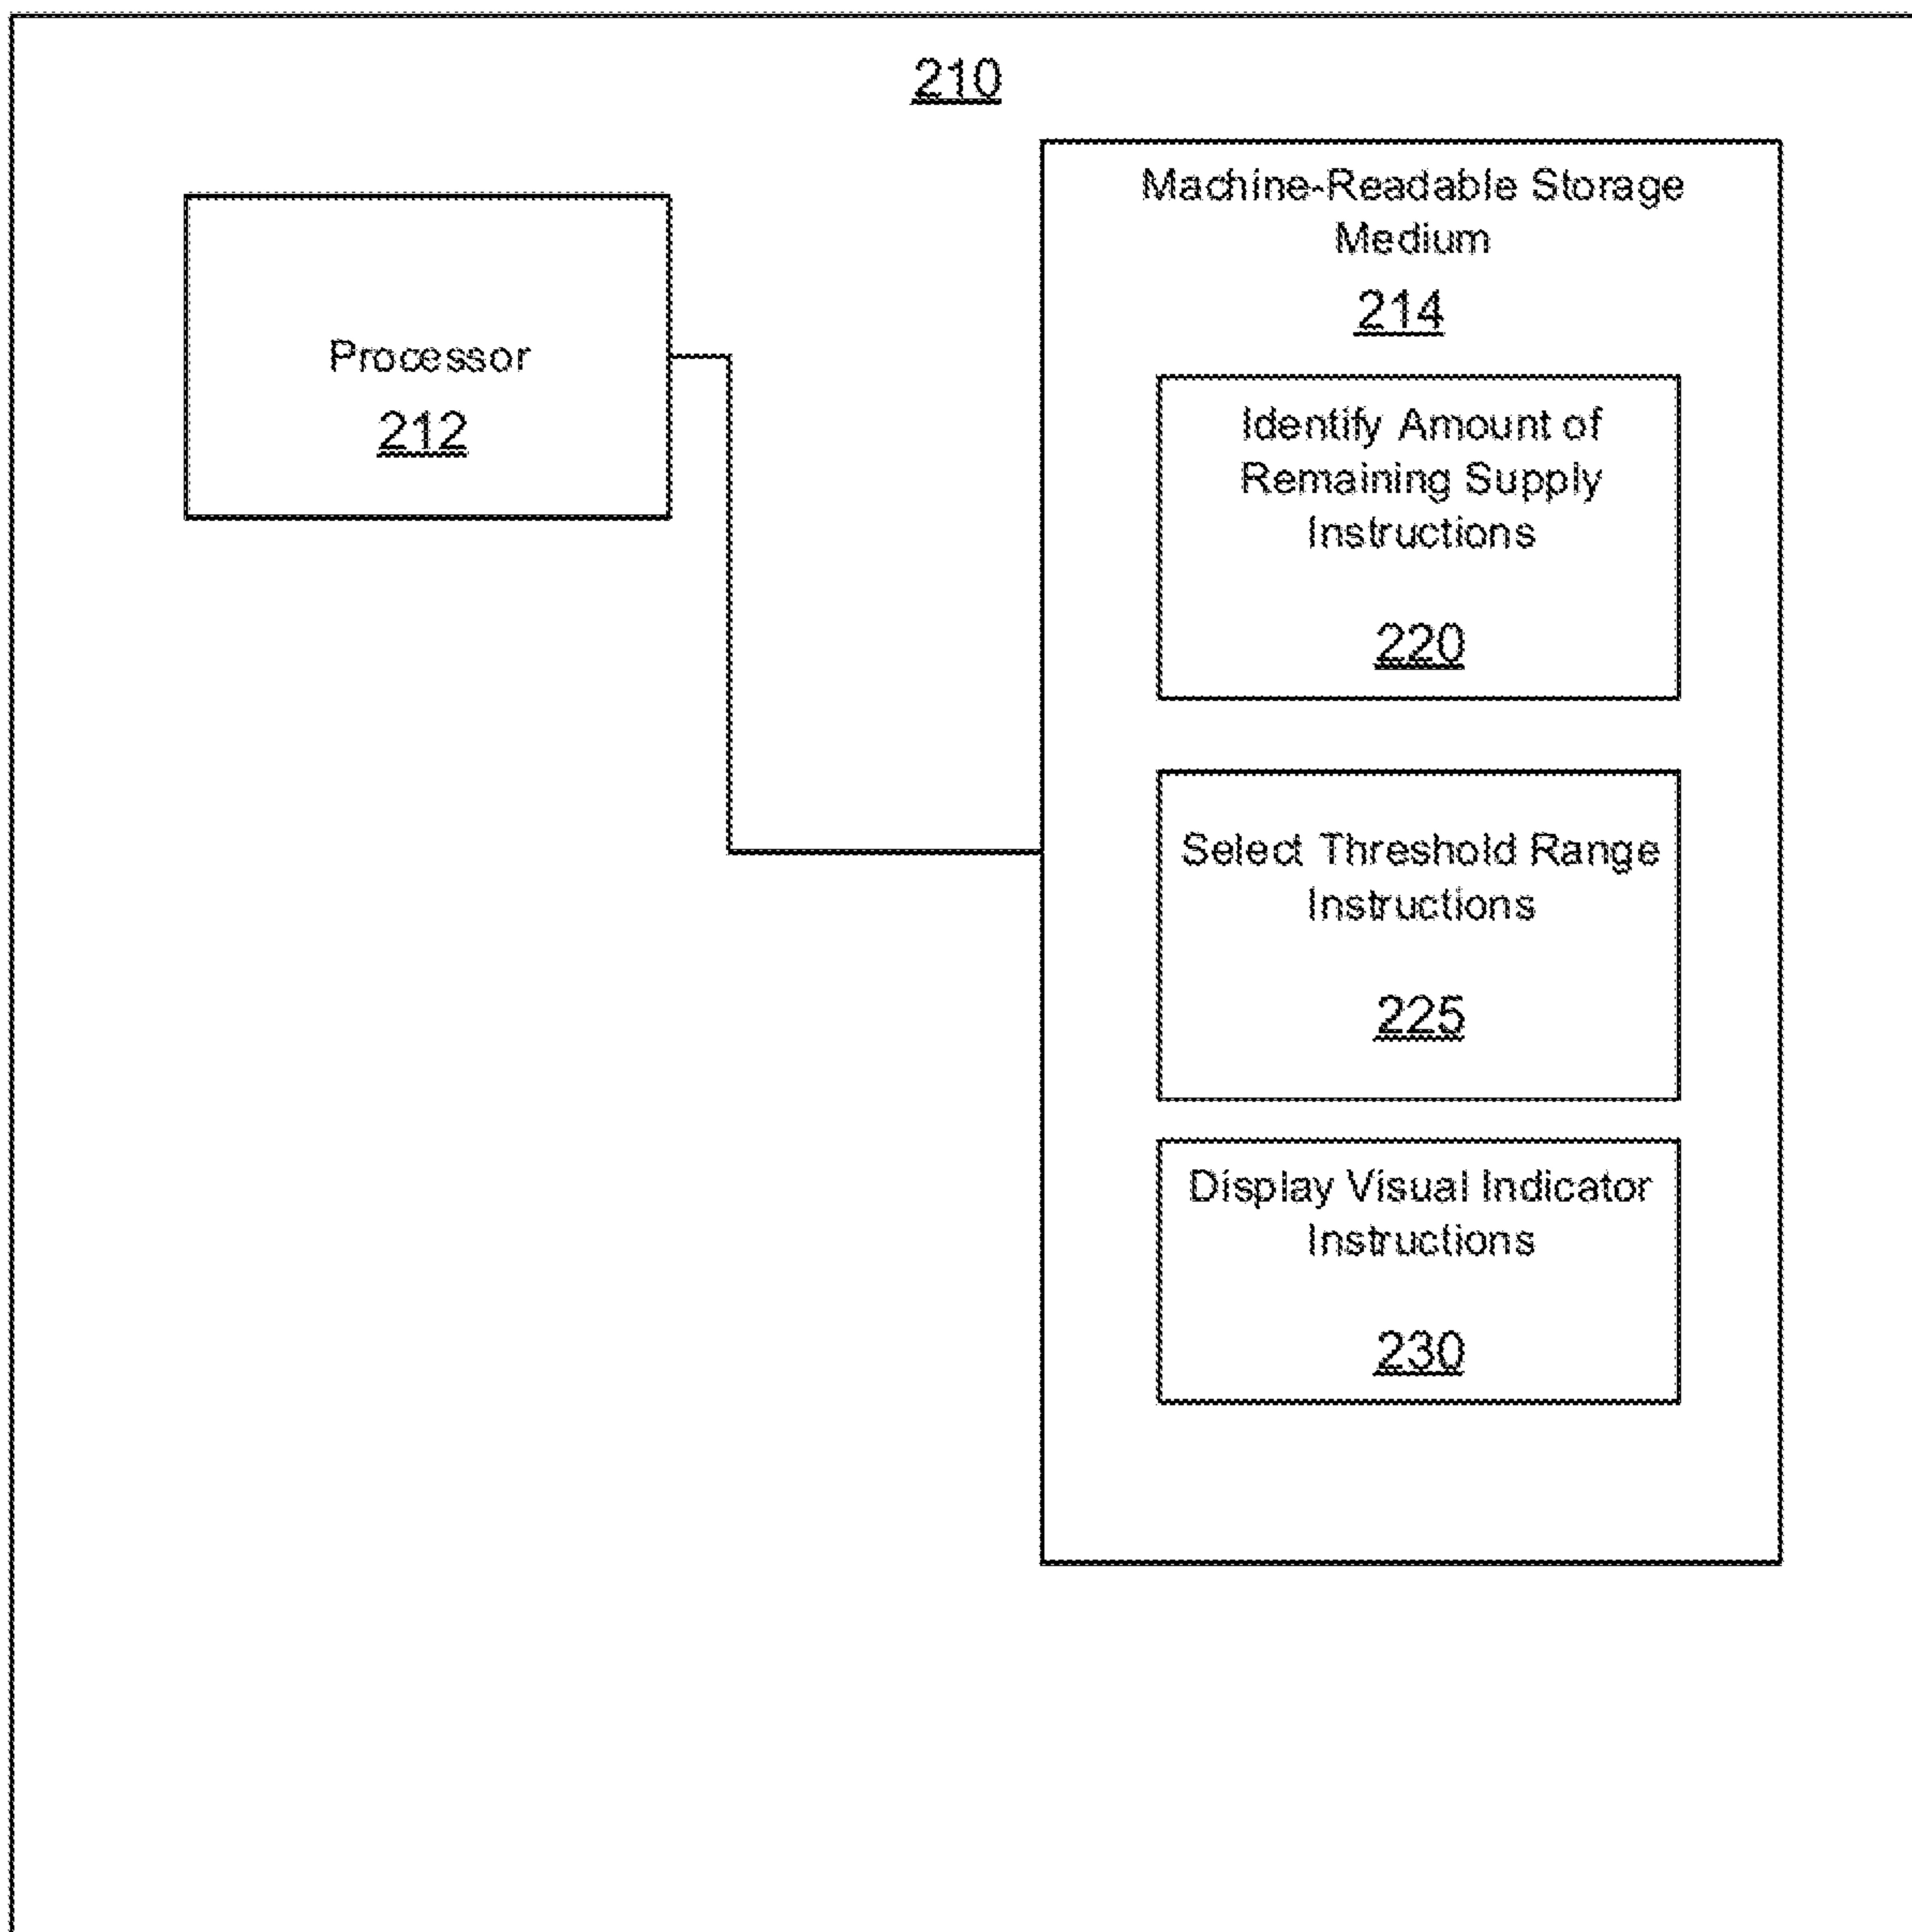 210
Processor
212
Machine-Readable Storage
Medium
214
Identify Amount of
Remaining Supply
Instructions
220
Select Threshold Range
Instructions
225
Display Visual Indicator
Instructions
230